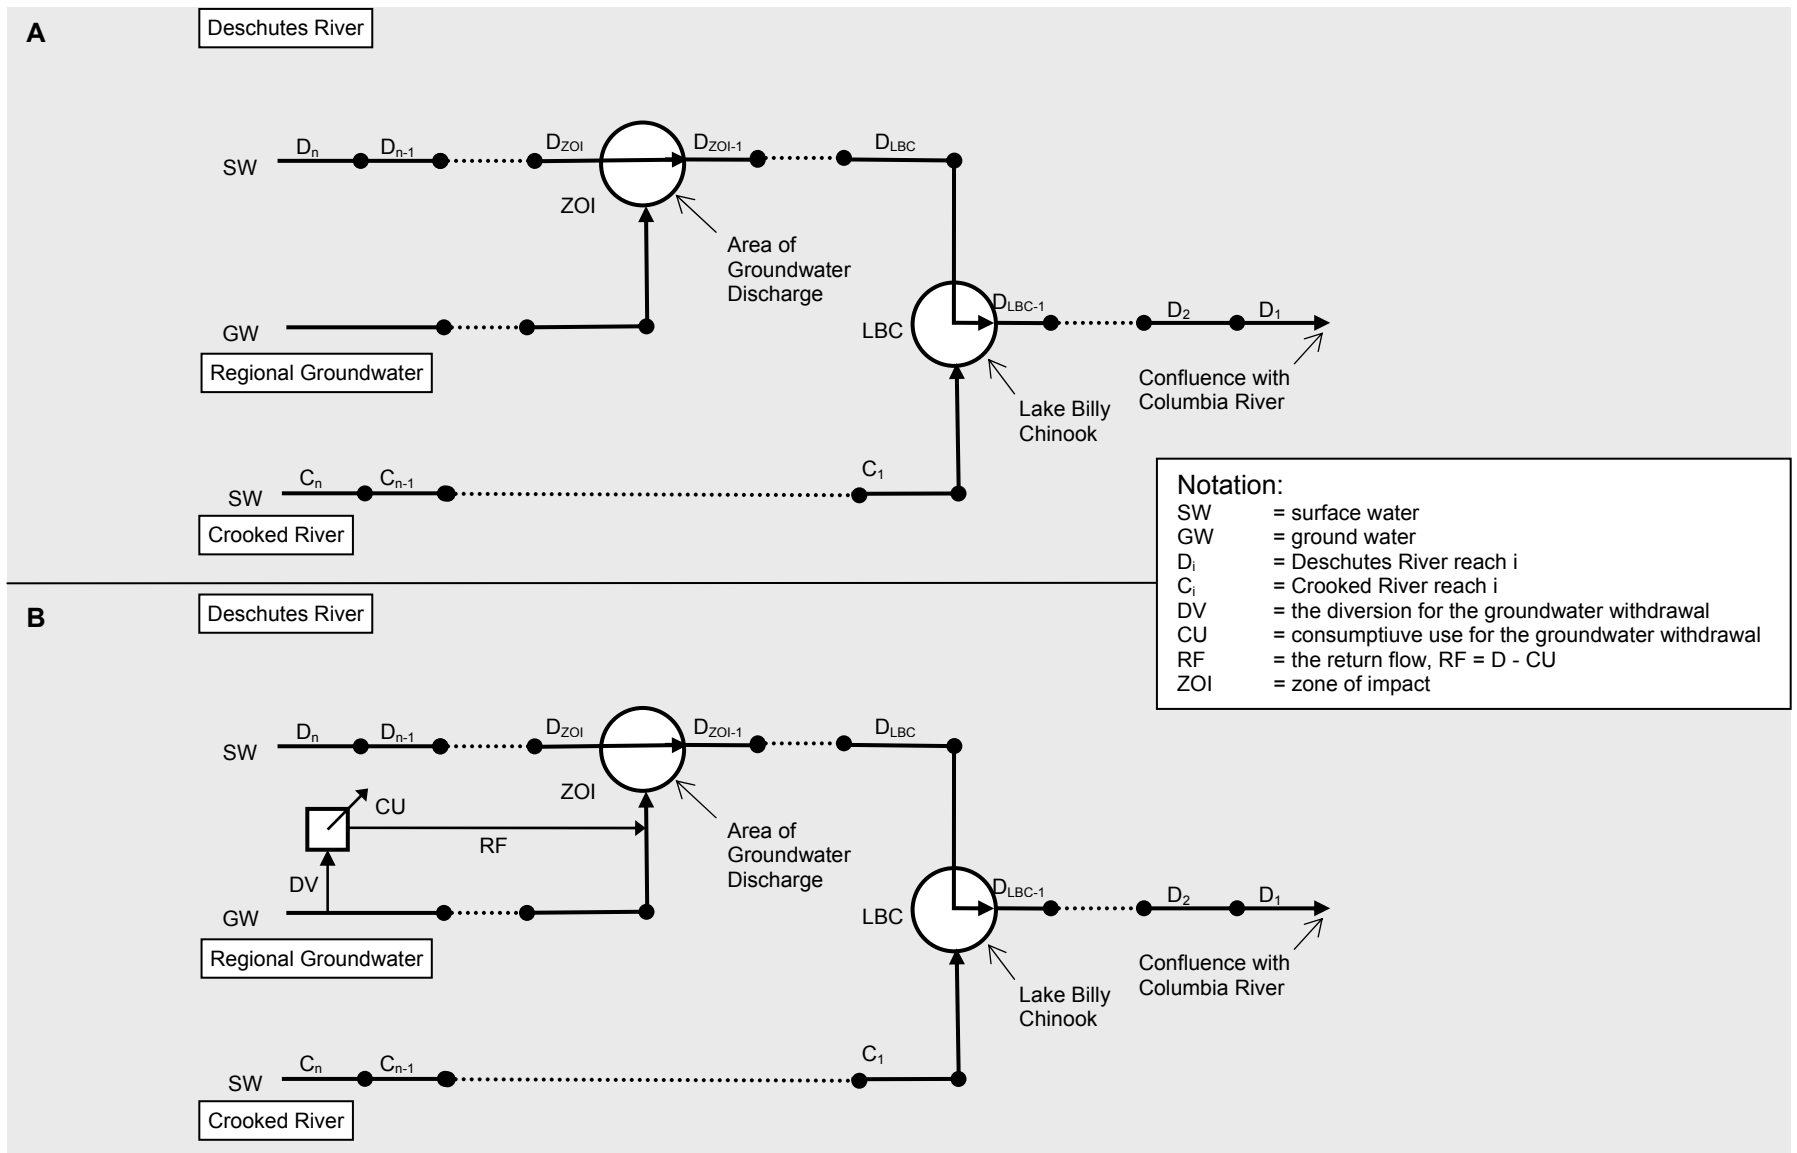 A
Deschutes River
SW
Dn
Dn-1
DZOI
DZOI-1
DLBC
ZOI
Area of
Groundwater
Discharge
GW
Regional Groundwater
LBC
DLBC-1
D2
D1
Confluence with
Columbia River
Lake Billy
Chinook
SW
Cn
Cn-1
C1
Crooked River
Notation:
SW = surface water
GW = ground water
Di = Deschutes River reach i
Ci = Crooked River reach i
DV = the diversion for the groundwater withdrawal
CU = consumptiuve use for the groundwater withdrawal
RF = the return flow, RF = D - CU
ZOI = zone of impact
B
Deschutes River
SW
Dn
Dn-1
DZOI
DZOI-1
DLBC
ZOI
CU
RF
DV
Area of
Groundwater
Discharge
GW
Regional Groundwater
LBC
DLBC-1
D2
D1
Confluence with
Columbia River
Lake Billy
Chinook
SW
Cn
Cn-1
C1
Crooked River